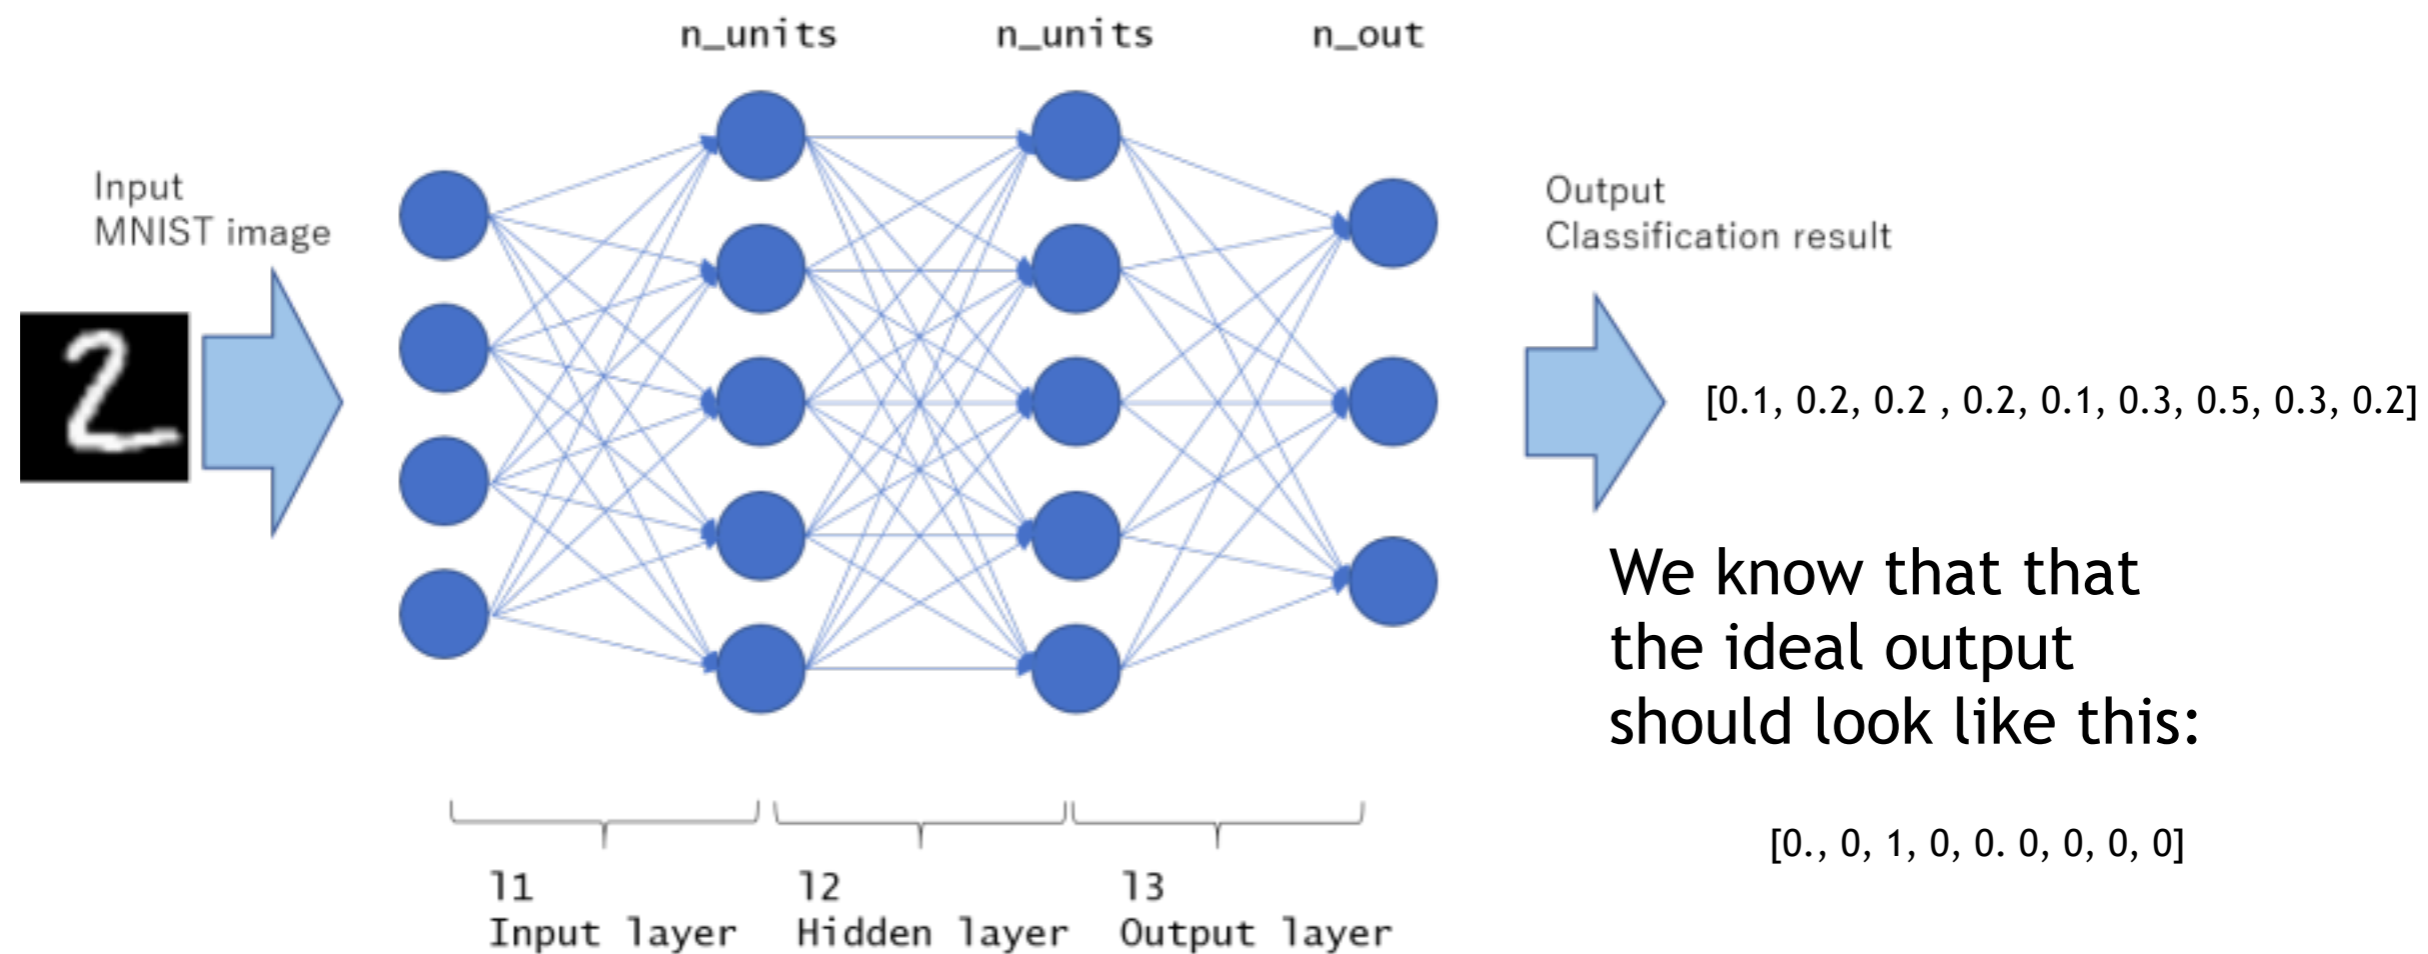 n_units
n_units
n_out
Input
MNIST image
2
Output
Classification result
[0.1, 0.2, 0.2 , 0.2, 0.1, 0.3, 0.5, 0.3, 0.2]
We know that that
the ideal output
should look like this:
[0., 0, 1, 0, 0. 0, 0, 0, 0]
l1
Input layer
l2
Hidden layer
l3
Output layer